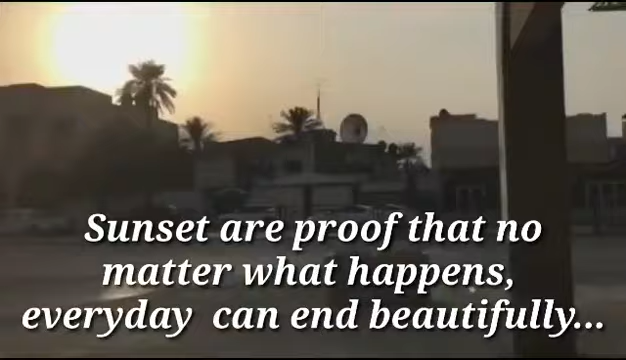 Sunset are proof that no
matter what happens,
everyday can end beautifully...